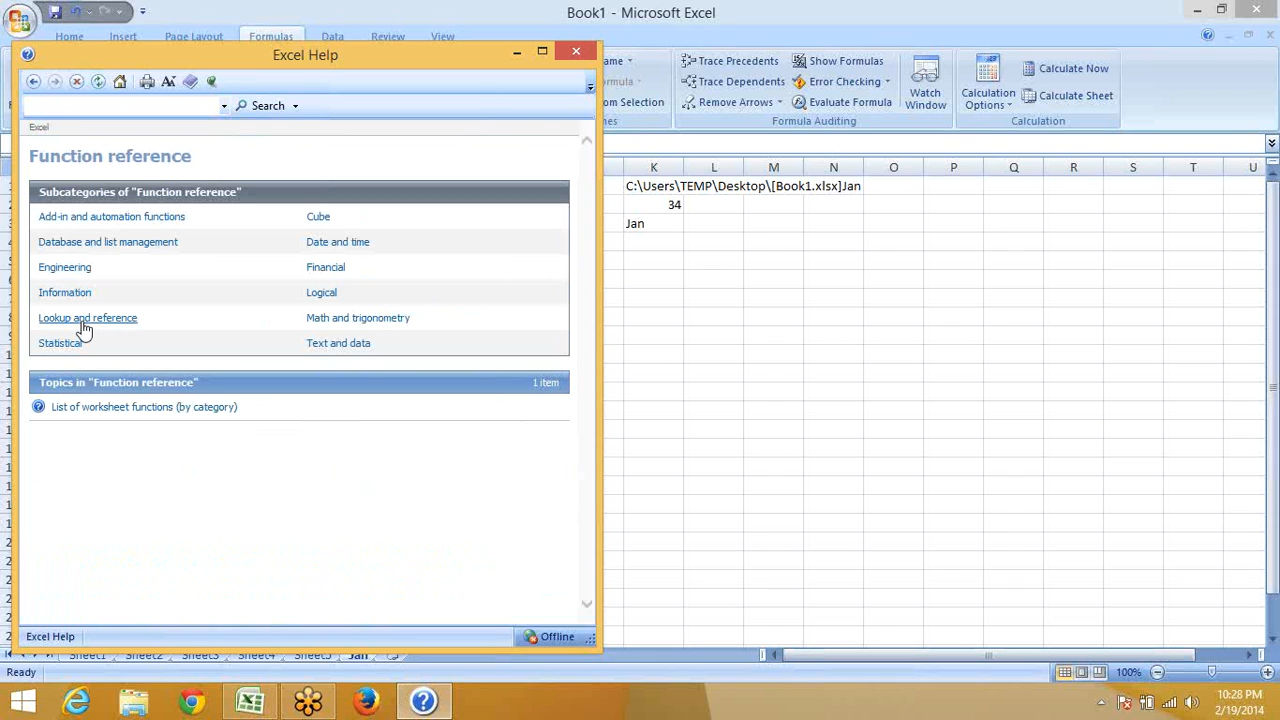 Book1 - Microsoft Excel
Home Insert Page Layout Formulas Data Review View
Excel Help
Search
Excel
Function reference
Subcategories of "Function reference"
Add-in and automation functions Cube
Database and list management Date and time
Engineering Financial
Information Logical
Lookup and reference Math and trigonometry
Statistical Text and data
Topics in "Function reference" 1 item
List of worksheet functions (by category)
Excel Help Offline
Trace Precedents Show Formulas
Trace Dependents Error Checking
Remove Arrows Evaluate Formula
Watch Window
Formula Auditing
Calculation Options
Calculate Now
Calculate Sheet
Calculation
om Selection
K L M N O P Q R S T U
C:\Users\TEMP\Desktop\[Book1.xlsx]Jan
34
Jan
Sheet1 Sheet2 Sheet3 Sheet4 Sheet5 Jan
Ready 100%
10:28 PM
2/19/2014